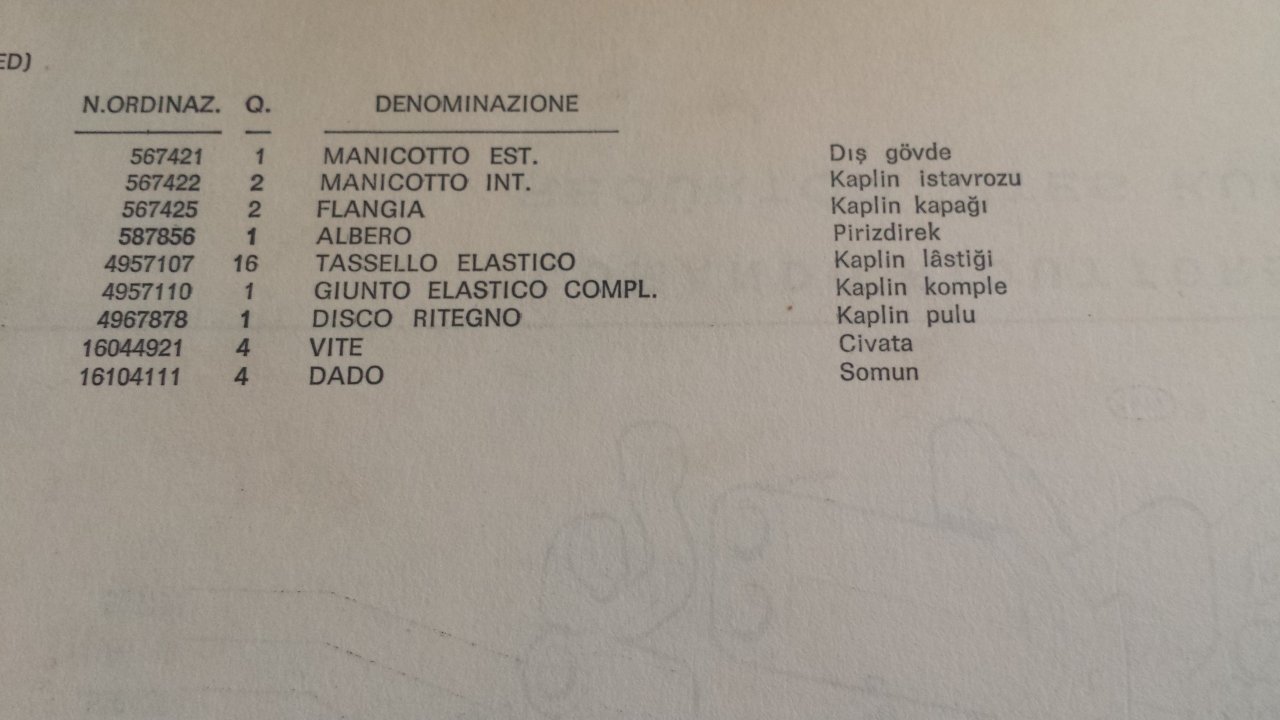 ED)
N.ORDINAZ. Q. DENOMINAZIONE
567421 1 MANICOTTO EST. Dış gövde
567422 2 MANICOTTO INT. Kaplin istavrozu
567425 2 FLANGIA Kaplin kapağı
587856 1 ALBERO Pirizdirek
4957107 16 TASSELLO ELASTICO Kaplin lâstiği
4957110 1 GIUNTO ELASTICO COMPL. Kaplin komple
4967878 1 DISCO RITEGNO Kaplin pulu
16044921 4 VITE Civata
16104111 4 DADO Somun